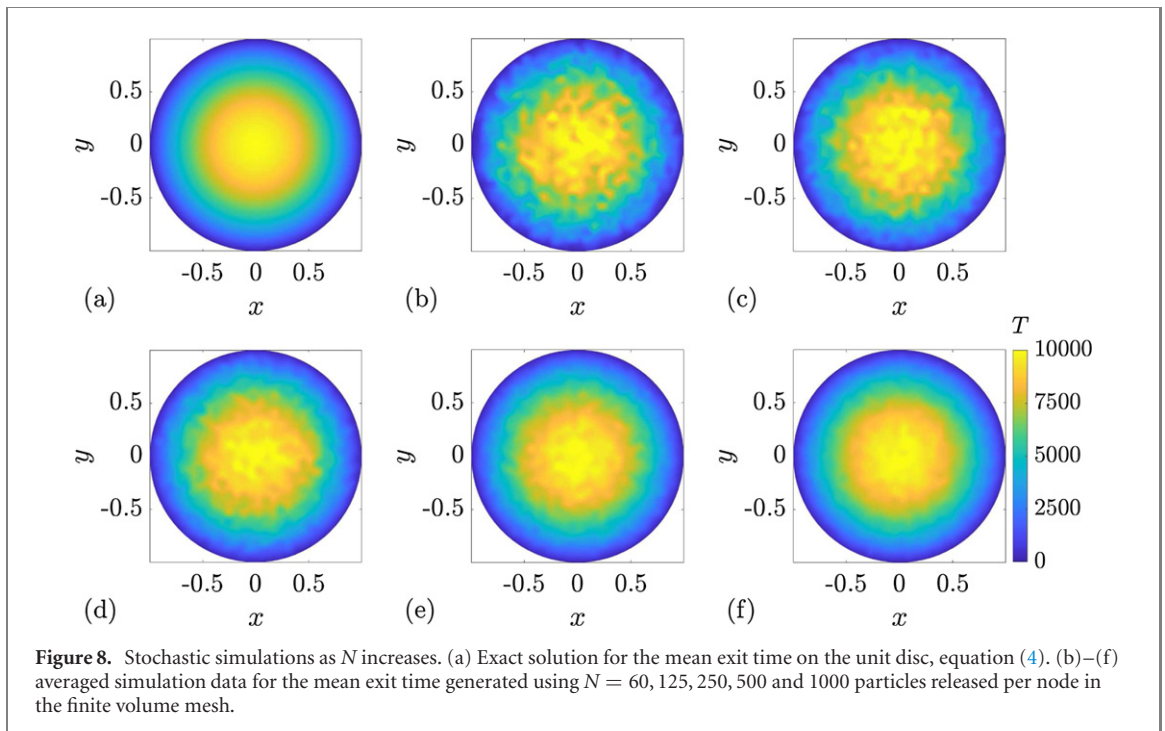 0.5
0
-0.5
y
-0.5 0 0.5
x
(a)
0.5
0
-0.5
y
-0.5 0 0.5
x
(b)
0.5
0
-0.5
y
-0.5 0 0.5
x
(c)
0.5
0
-0.5
y
-0.5 0 0.5
x
(d)
0.5
0
-0.5
y
-0.5 0 0.5
x
(e)
0.5
0
-0.5
y
-0.5 0 0.5
x
(f)
T
10000
7500
5000
2500
0
Figure 8. Stochastic simulations as N increases. (a) Exact solution for the mean exit time on the unit disc, equation (4). (b)–(f)
averaged simulation data for the mean exit time generated using N = 60, 125, 250, 500 and 1000 particles released per node in
the finite volume mesh.